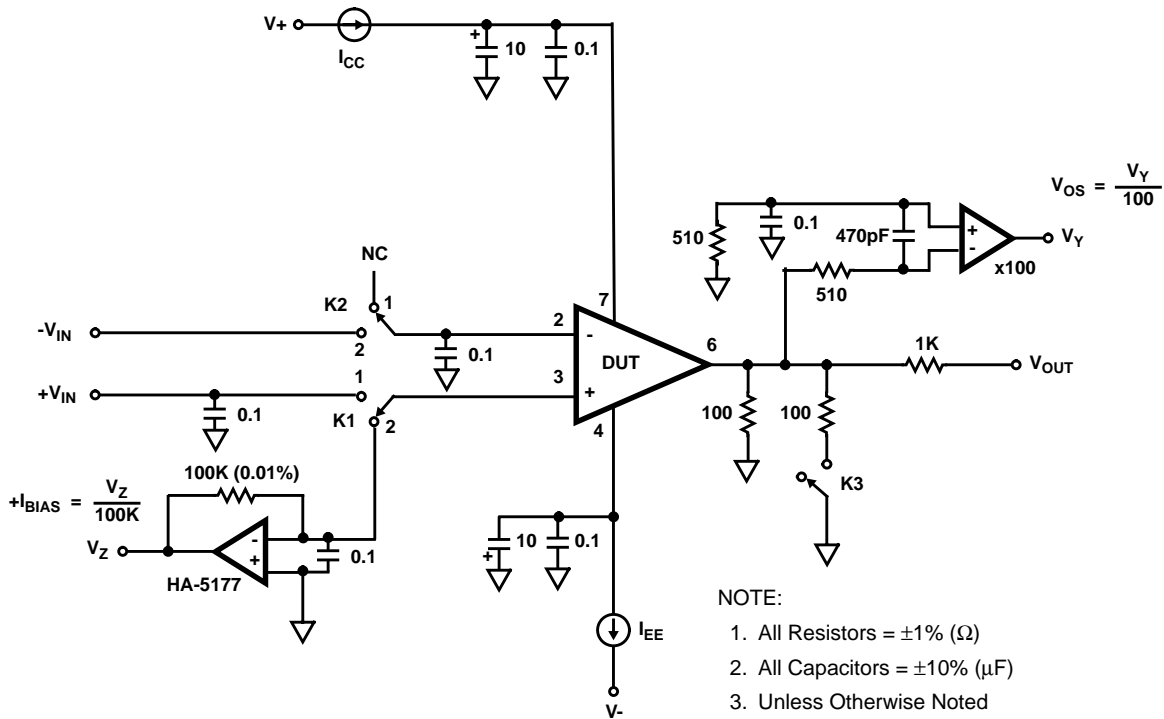 V+
I_CC
+
10
0.1
V_OS = V_Y / 100
510
0.1
470pF
+
-
V_Y
x100
510
NC
K2
1
2
-V_IN
0.1
2
-
7
DUT
6
3
+
4
1K
V_OUT
+V_IN
0.1
1
K1
2
100
100
K3
100K (0.01%)
+I_BIAS = V_Z / 100K
V_Z
-
+
0.1
HA-5177
+
10
0.1
I_EE
V-
NOTE:
1. All Resistors = ±1% (Ω)
2. All Capacitors = ±10% (µF)
3. Unless Otherwise Noted